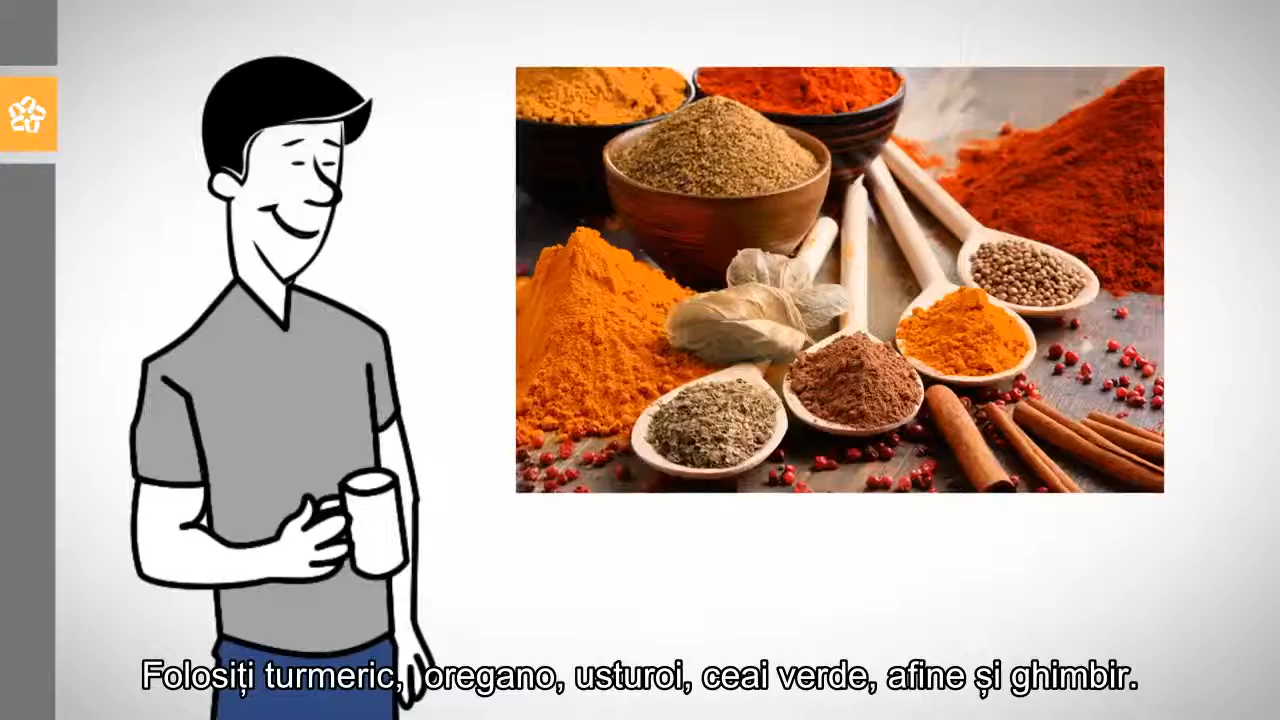 Folosiți turmeric, oregano, usturoi, ceai verde, afine și ghimbir.